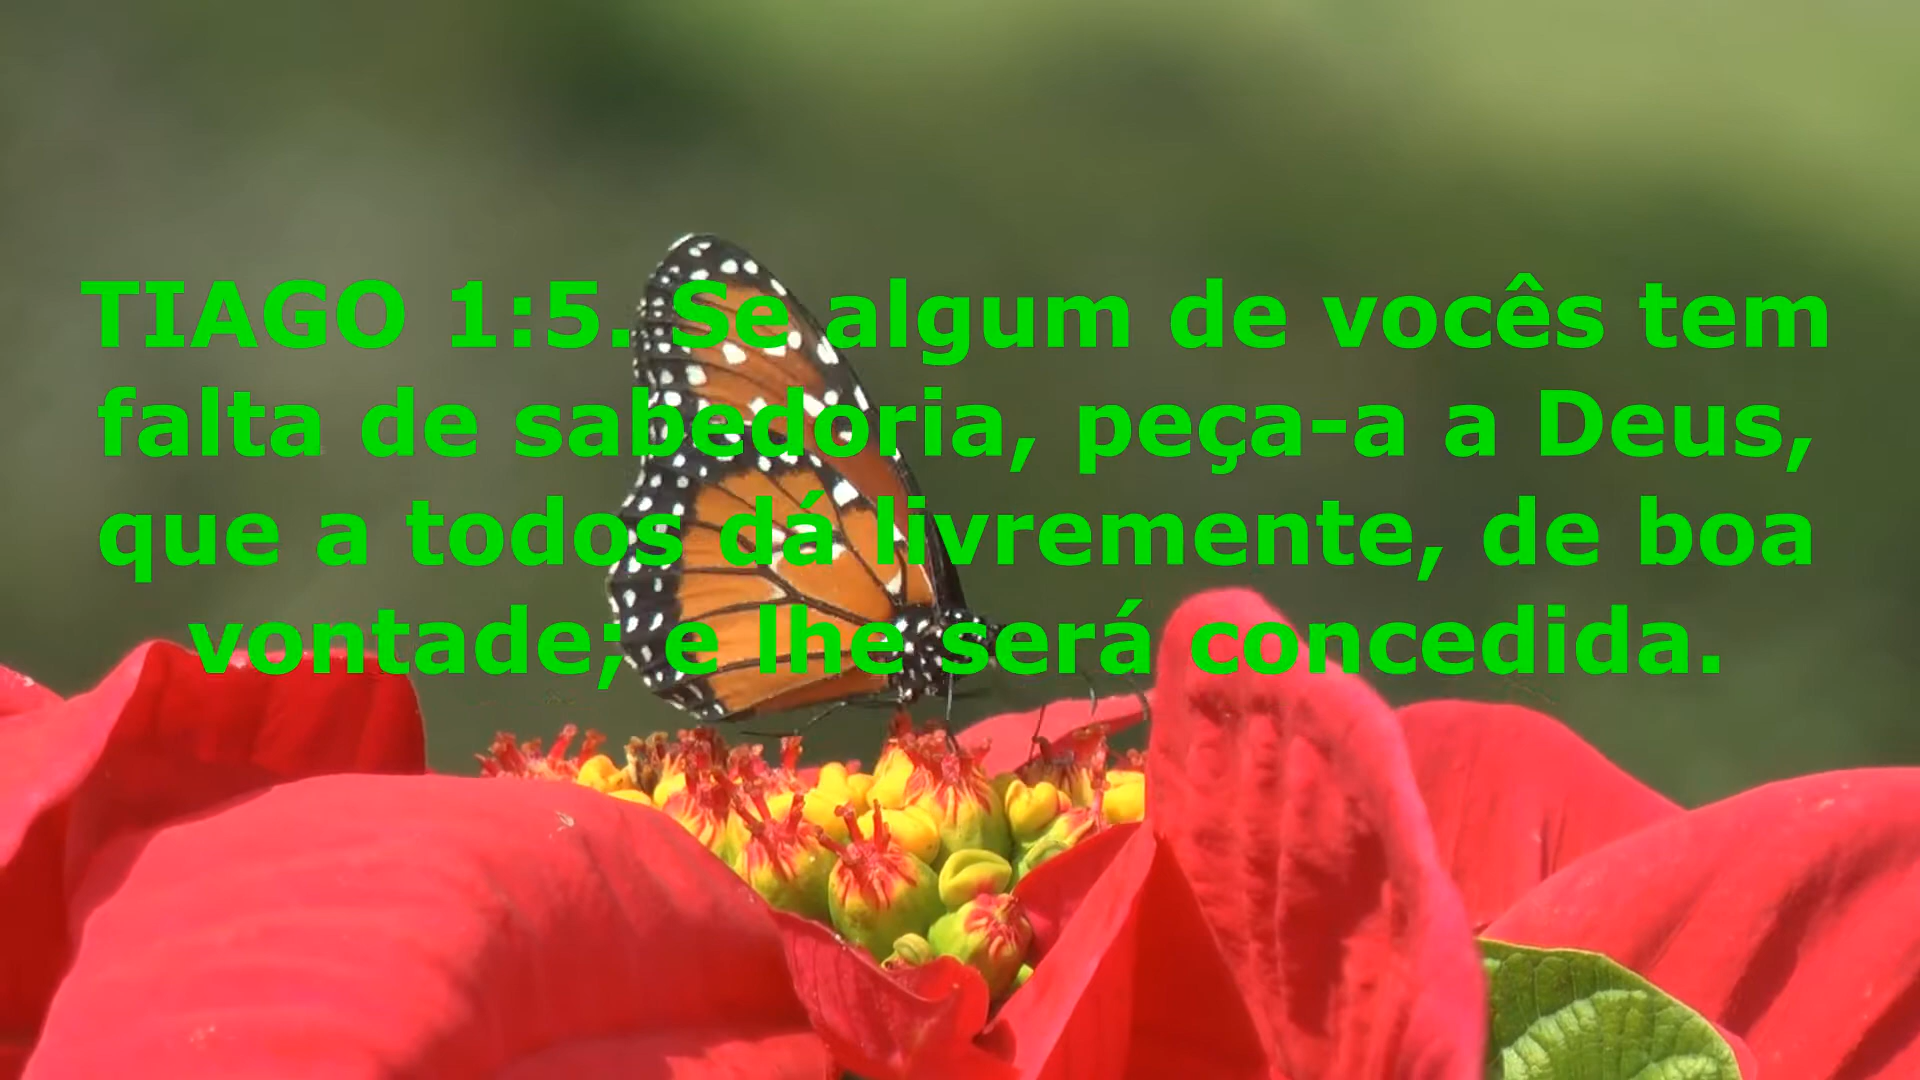 TIAGO 1:5. Se algum de vocês tem
falta de sabedoria, peça-a a Deus,
que a todos dá livremente, de boa
vontade; e lhe será concedida.